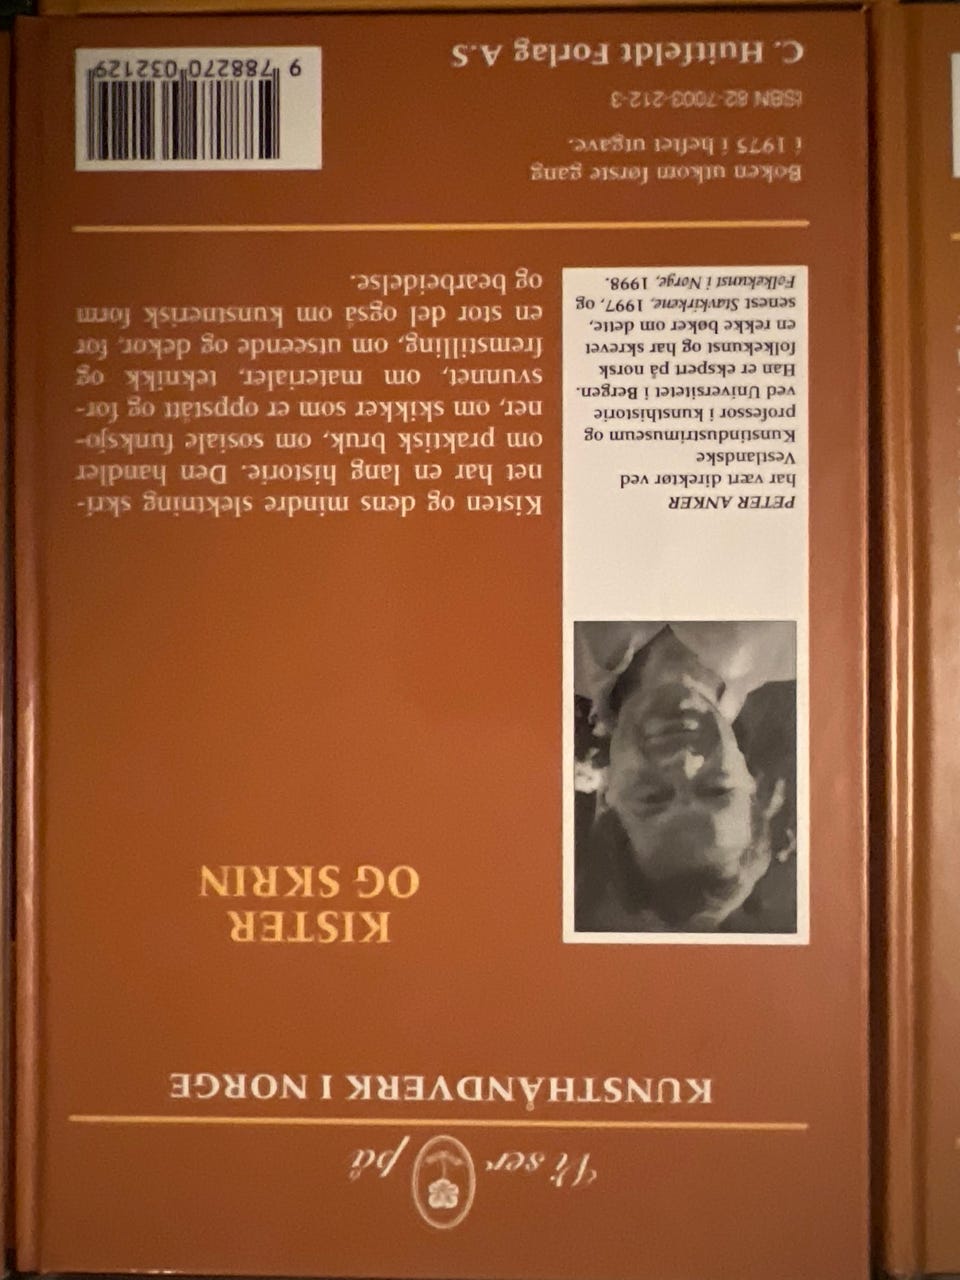 Vi ser på
KUNSTHÅNDVERK I NORGE
KISTER
OG SKRIN
PETER ANKER
har vært direktør ved
Vestlandske
Kunstindustrimuseum og
professor i kunsthistorie
ved Universitetet i Bergen.
Han er ekspert på norsk
folkekunst og har skrevet
en rekke bøker om dette,
senest Stavkirkene, 1997, og
Folkekunst i Norge, 1998.
Kisten og dens mindre slektning skri-
net har en lang historie. Den handler
om praktisk bruk, om sosiale funksjo-
ner, om skikker som er oppstått og for-
svunnet, om materialer, teknikk og
fremstilling, om utseende og dekor, for
en stor del også om kunstnerisk form
og bearbeidelse.
Boken utkom første gang
i 1975 i heftet utgave.
ISBN 82-7003-212-3
C. Huitfeldt Forlag A.S
9 788270 032129